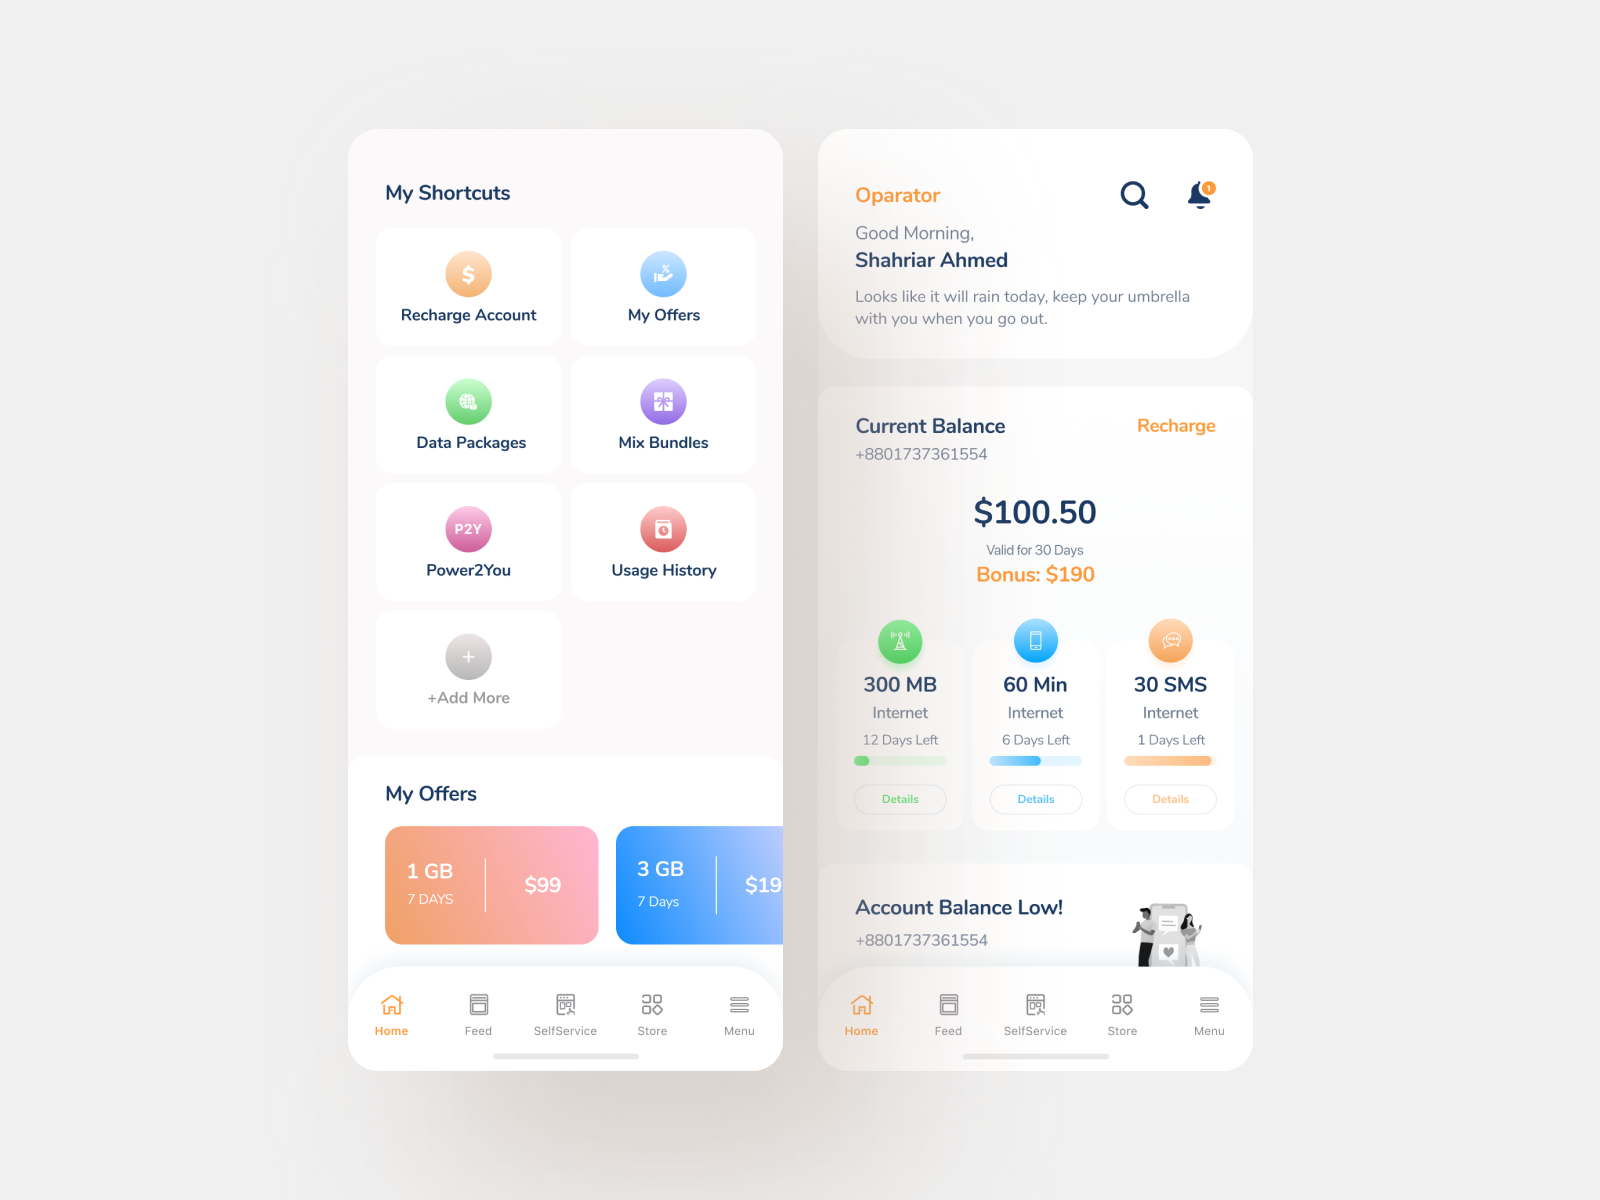 My Shortcuts
$
%
Recharge Account
My Offers
Data Packages
Mix Bundles
P2Y
Power2You
Usage History
+
+Add More
My Offers
1 GB
7 DAYS
$99
3 GB
7 Days
$19
Home
Feed
SelfService
Store
Menu
Oparator
1
Good Morning,
Shahriar Ahmed
Looks like it will rain today, keep your umbrella
with you when you go out.
Current Balance
Recharge
+8801737361554
$100.50
Valid for 30 Days
Bonus: $190
300 MB
Internet
12 Days Left
Details
60 Min
Internet
6 Days Left
Details
30 SMS
Internet
1 Days Left
Details
Account Balance Low!
+8801737361554
Home
Feed
SelfService
Store
Menu